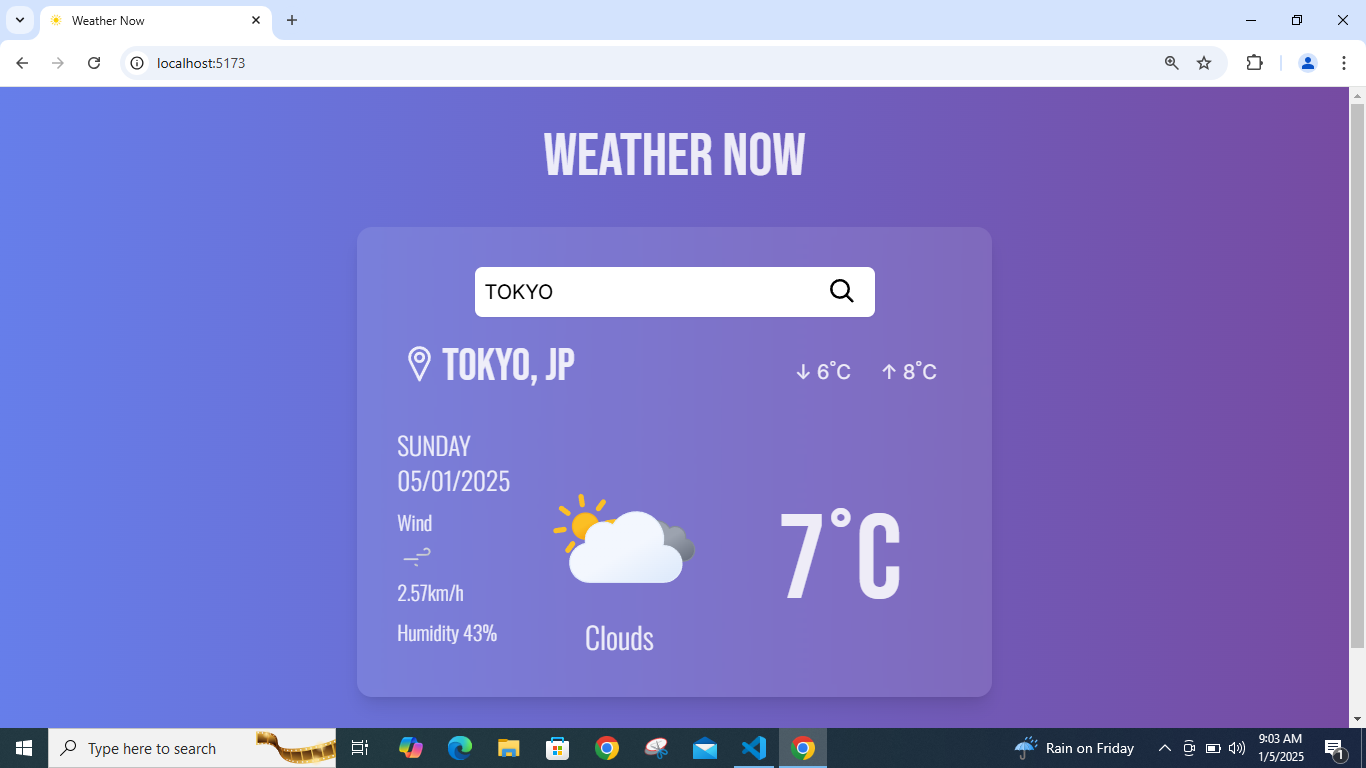 Weather Now
localhost:5173
WEATHER NOW
TOKYO
TOKYO, JP
↓ 6°C ↑ 8°C
SUNDAY
05/01/2025
Wind
2.57km/h
Humidity 43%
Clouds
7°C
Type here to search
Rain on Friday
9:03 AM
1/5/2025
1